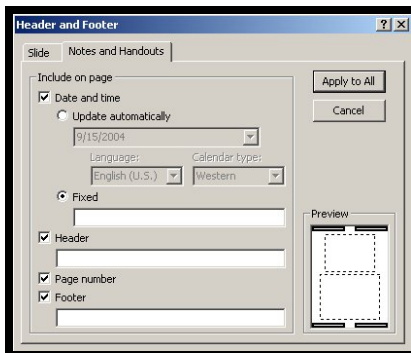 Header and Footer
Slide Notes and Handouts
Include on page
Date and time
Update automatically
9/15/2004
Language: Calendar type:
English (U.S.) Western
Fixed
Header
Page number
Footer
Apply to All
Cancel
Preview